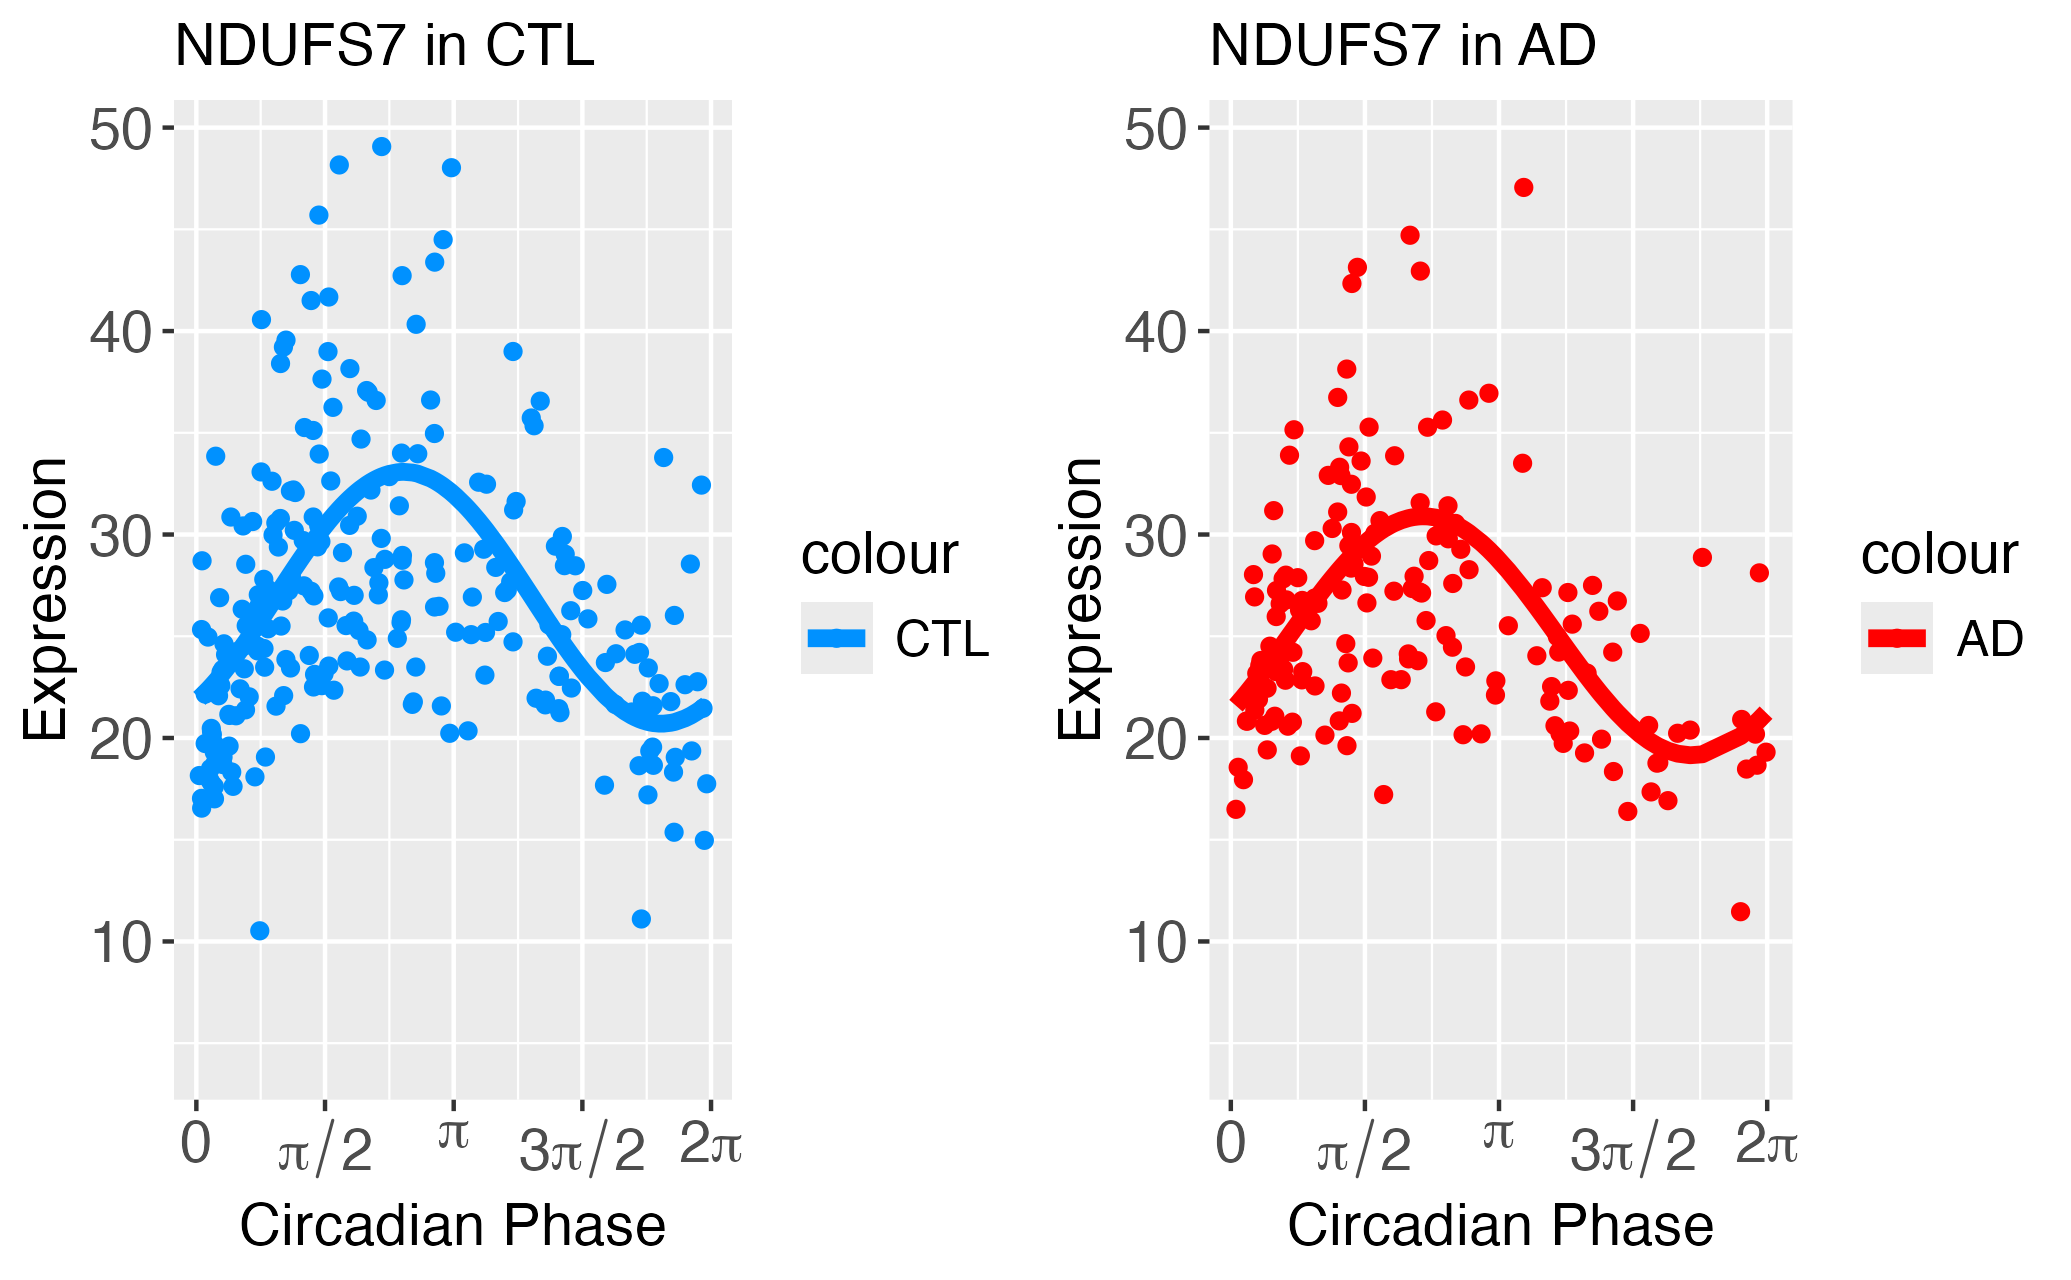 NDUFS7 in CTL
50
40
30
20
10
Expression
0
π/2
π
3π/2
2π
Circadian Phase
colour
CTL
NDUFS7 in AD
50
40
30
20
10
Expression
0
π/2
π
3π/2
2π
Circadian Phase
colour
AD